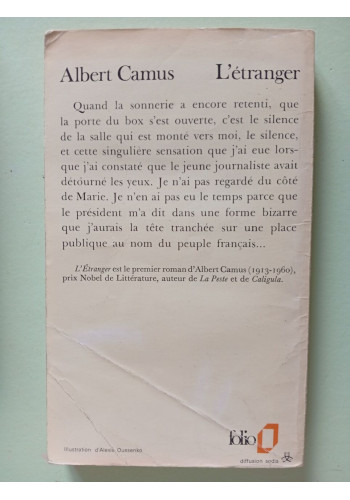 Albert Camus L'étranger
Quand la sonnerie a encore retenti, que
la porte du box s'est ouverte, c'est le silence
de la salle qui est monté vers moi, le silence,
et cette singulière sensation que j'ai eue lors-
que j'ai constaté que le jeune journaliste avait
détourné les yeux. Je n'ai pas regardé du côté
de Marie. Je n'en ai pas eu le temps parce que
le président m'a dit dans une forme bizarre
que j'aurais la tête tranchée sur une place
publique au nom du peuple français...
L'Étranger est le premier roman d'Albert Camus (1913-1960),
prix Nobel de Littérature, auteur de La Peste et de Caligula.
folio
Illustration d'Alexis
diffusion sodis